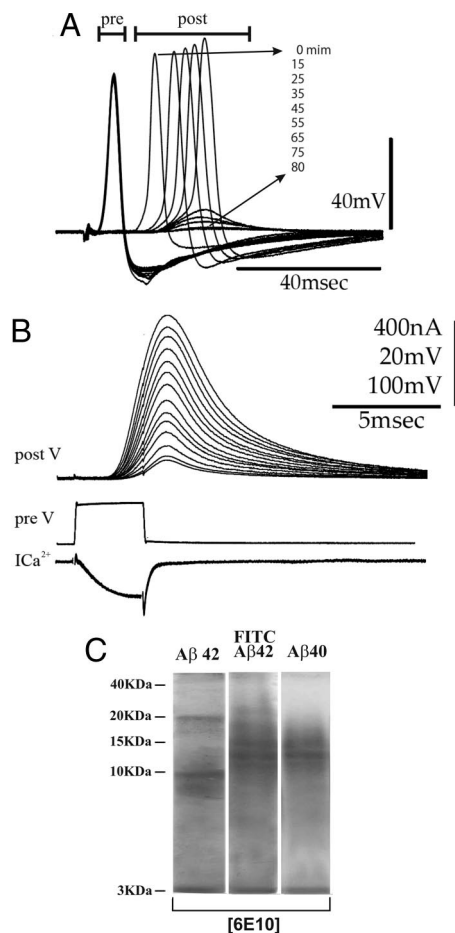 A
pre
post
0 mim
15
25
35
45
55
65
75
80
40mV
40msec
B
400nA
20mV
100mV
5msec
post V
pre V
ICa²⁺
C
Aβ 42
FITC
Aβ42
Aβ40
40KDa
20KDa
15KDa
10KDa
3KDa
[6E10]